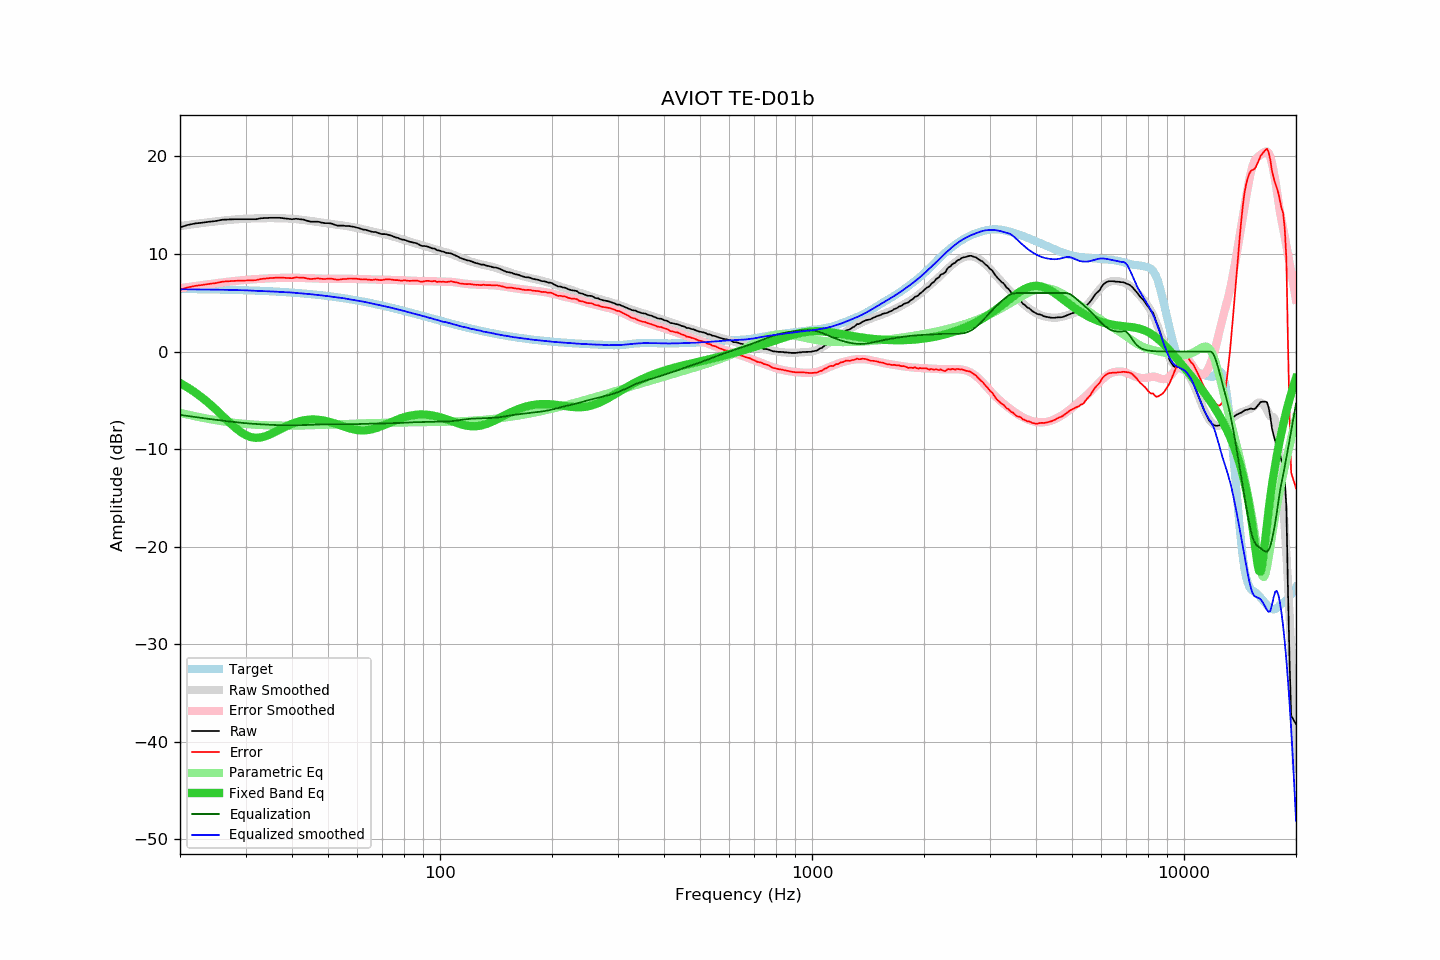 AVIOT TE-D01b
20
10
0
−10
−20
−30
−40
−50
Amplitude (dBr)
Target
Raw Smoothed
Error Smoothed
Raw
Error
Parametric Eq
Fixed Band Eq
Equalization
Equalized smoothed
100
1000
10000
Frequency (Hz)